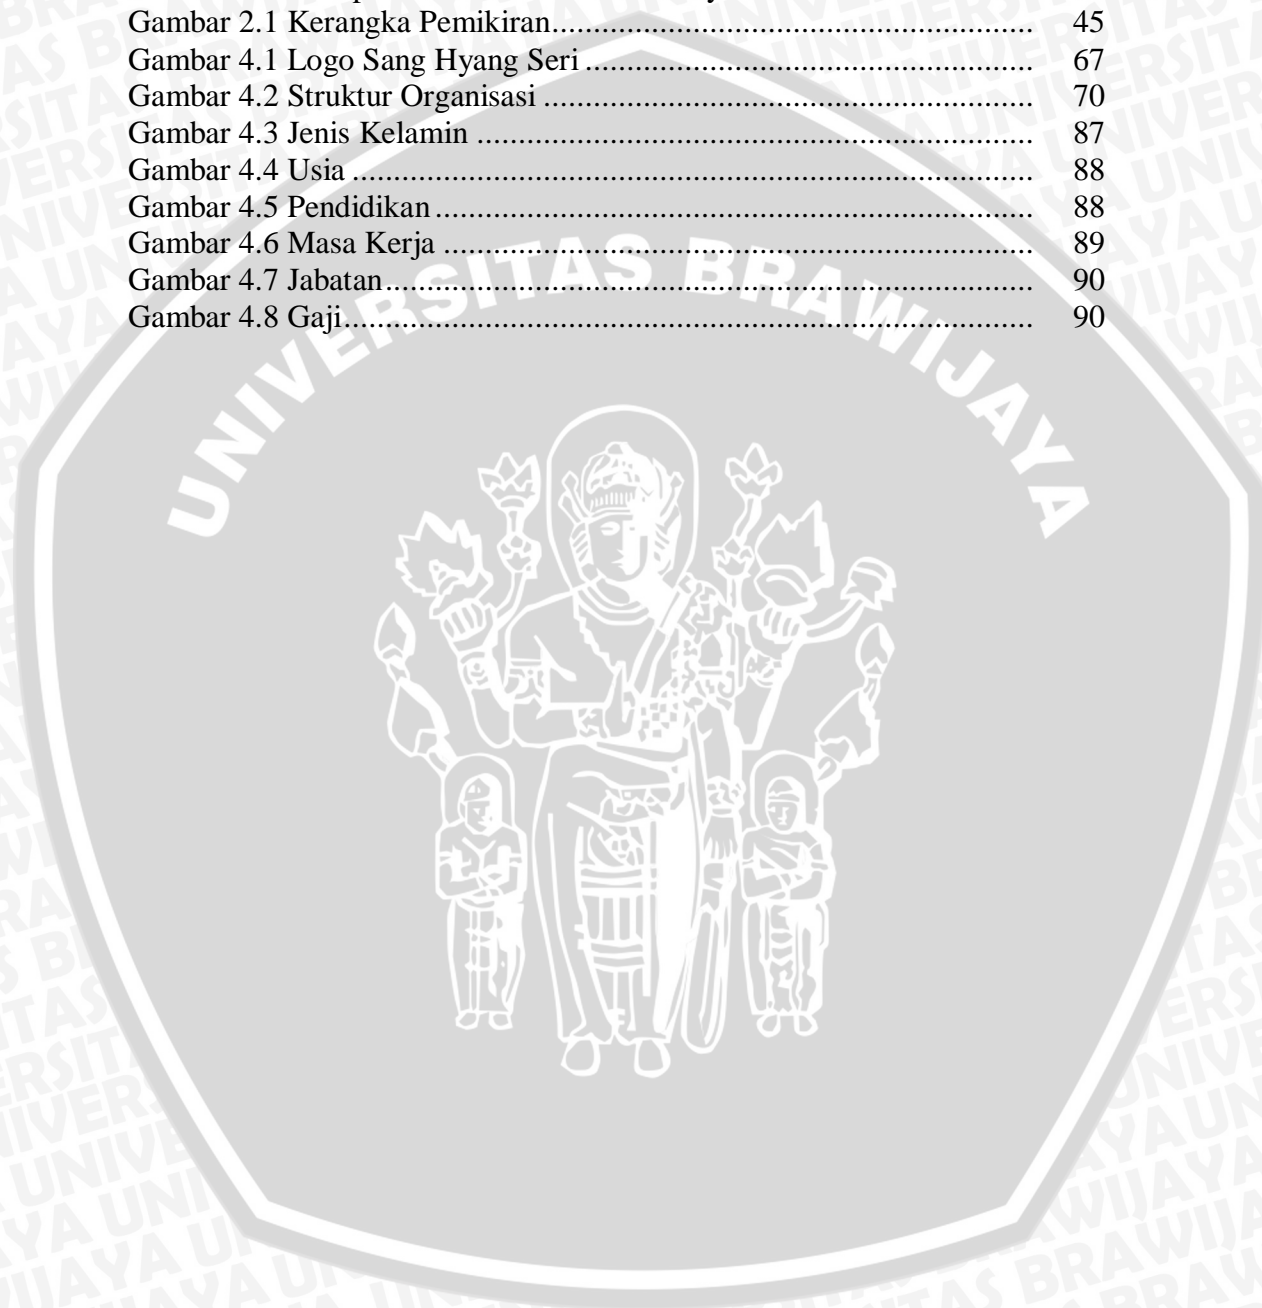 Gambar 2.1 Kerangka Pemikiran.......................................................... 45
Gambar 4.1 Logo Sang Hyang Seri ...................................................... 67
Gambar 4.2 Struktur Organisasi ........................................................... 70
Gambar 4.3 Jenis Kelamin ................................................................... 87
Gambar 4.4 Usia .................................................................................. 88
Gambar 4.5 Pendidikan ........................................................................ 88
Gambar 4.6 Masa Kerja ....................................................................... 89
Gambar 4.7 Jabatan.............................................................................. 90
Gambar 4.8 Gaji................................................................................... 90
UNIVERSITAS BRAWIJAYA